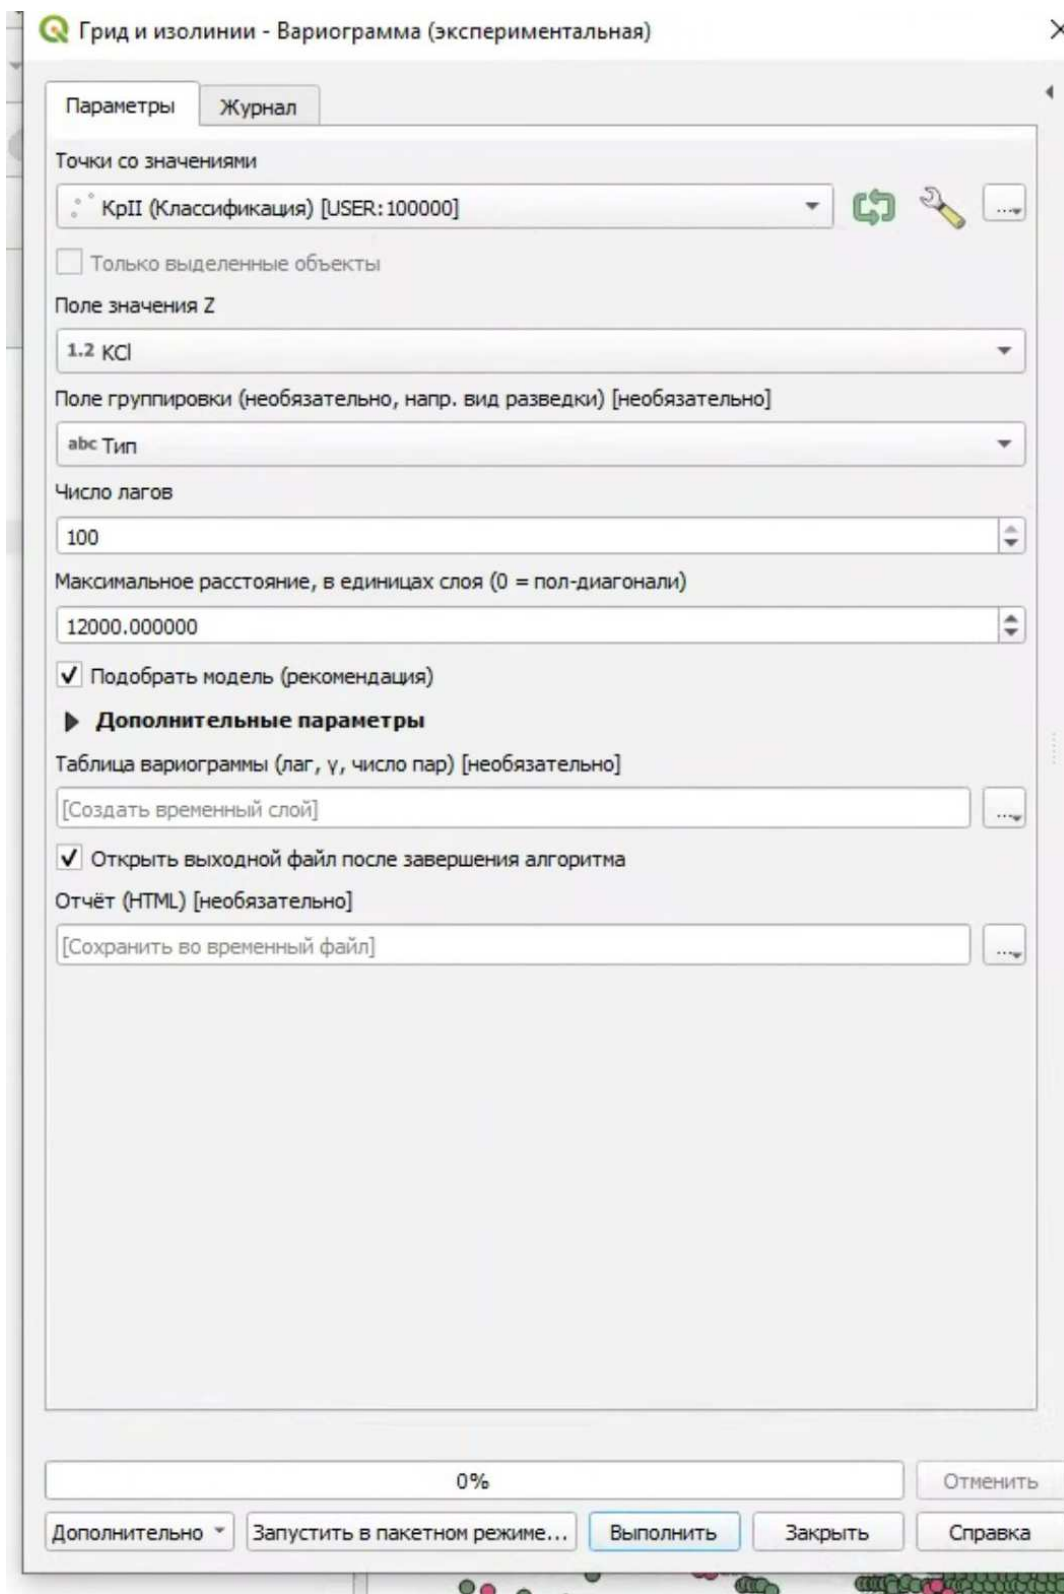 Грид и изолинии - Вариограмма (экспериментальная)
Параметры
Журнал
Точки со значениями
КрII (Классификация) [USER:100000]
...
Только выделенные объекты
Поле значения Z
1.2 KCl
Поле группировки (необязательно, напр. вид разведки) [необязательно]
abc Тип
Число лагов
100
Максимальное расстояние, в единицах слоя (0 = пол-диагонали)
12000.000000
Подобрать модель (рекомендация)
Дополнительные параметры
Таблица вариограммы (лаг, γ, число пар) [необязательно]
[Создать временный слой]
...
Открыть выходной файл после завершения алгоритма
Отчёт (HTML) [необязательно]
[Сохранить во временный файл]
...
0%
Отменить
Дополнительно
Запустить в пакетном режиме...
Выполнить
Закрыть
Справка